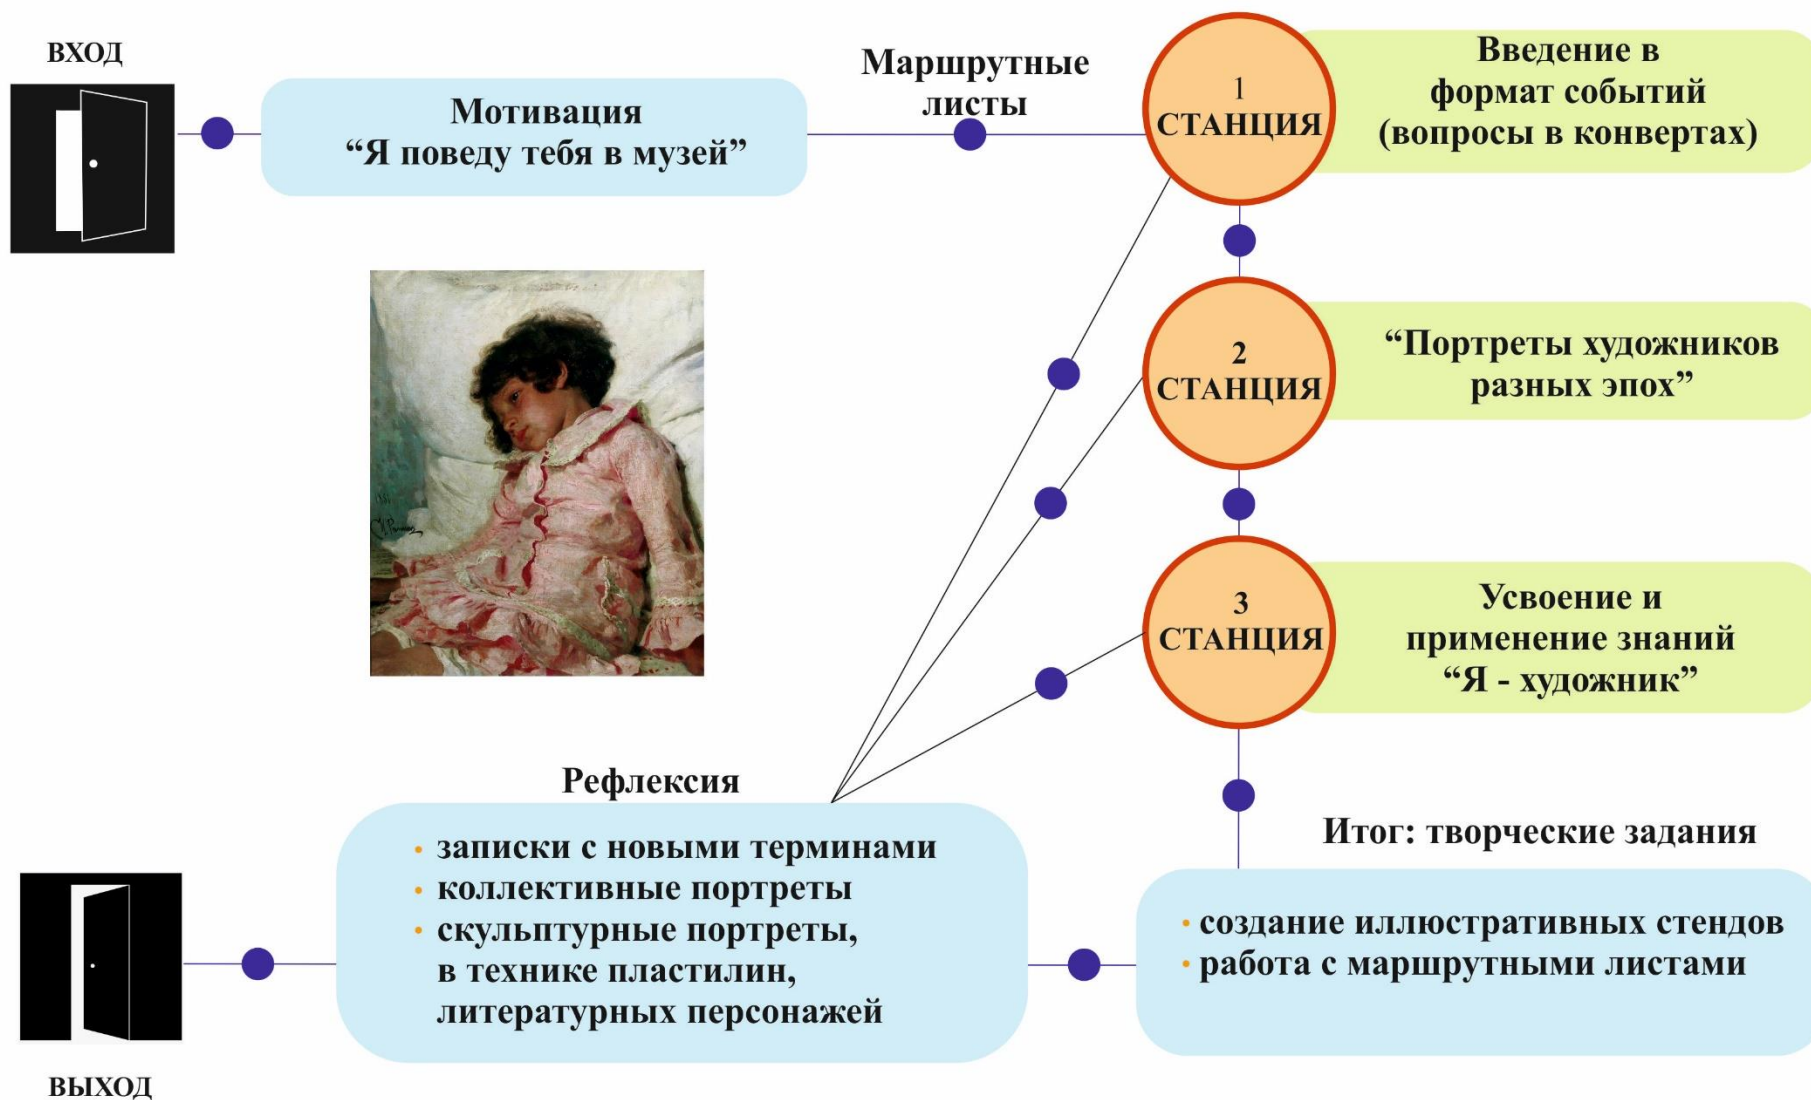 ВХОД
Мотивация
“Я поведу тебя в музей”
Маршрутные
листы
1
СТАНЦИЯ
Введение в
формат событий
(вопросы в конвертах)
2
СТАНЦИЯ
“Портреты художников
разных эпох”
3
СТАНЦИЯ
Усвоение и
применение знаний
“Я - художник”
Рефлексия
• записки с новыми терминами
• коллективные портреты
• скульптурные портреты,
в технике пластилин,
литературных персонажей
Итог: творческие задания
• создание иллюстративных стендов
• работа с маршрутными листами
ВЫХОД